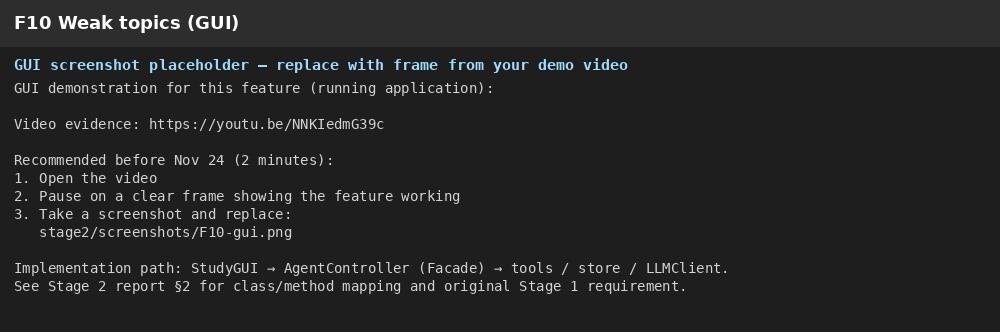 F10 Weak topics (GUI)
GUI screenshot placeholder — replace with frame from your demo video
GUI demonstration for this feature (running application):
Video evidence: https://youtu.be/NNKIedmG39c
Recommended before Nov 24 (2 minutes):
1. Open the video
2. Pause on a clear frame showing the feature working
3. Take a screenshot and replace:
stage2/screenshots/F10-gui.png
Implementation path: StudyGUI → AgentController (Facade) → tools / store / LLMClient.
See Stage 2 report §2 for class/method mapping and original Stage 1 requirement.